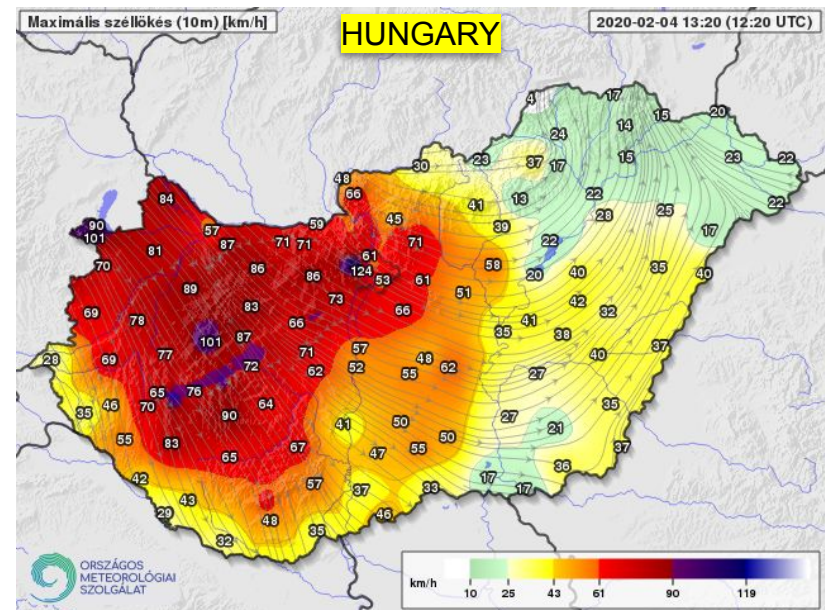 Maximális széllökés (10m) [km/h]
HUNGARY
2020-02-04 13:20 (12:20 UTC)
4 17
15 20
24 14
48 30 23 37 17 15 23 22
84 66
13 22 22
90 57 59 45 41 28 25
101 87 71 71 71 39 17
70 81 61 22
86 86 124 53 58 20 40 35 40
89 73 61 51
69 78 83 66 66 42 32
101 87 66 35 41 38
28 69 77 72 71 57 48 40 37
62 52 55 62 27
65 76
35 46 70 90 64 41 50 27 35
55 83 67 50 21
65 47 55 37
42 57 37 33 17 17 36
43
29 48 35 46
32
ORSZÁGOS
METEOROLÓGIAI
SZOLGÁLAT
km/h
10 25 43 61 90 119